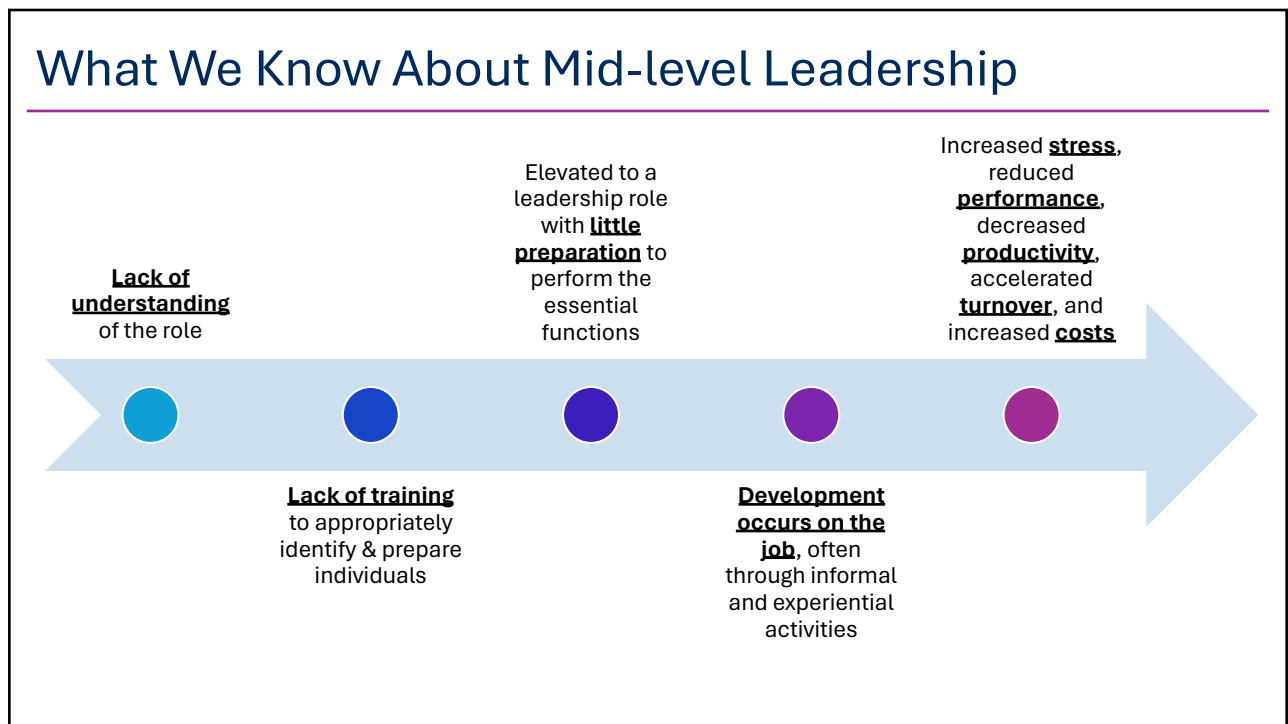 What We Know About Mid-level Leadership
Lack of
understanding
of the role
Lack of training
to appropriately
identify & prepare
individuals
Elevated to a
leadership role
with little
preparation to
perform the
essential
functions
Development
occurs on the
job, often
through informal
and experiential
activities
Increased stress,
reduced
performance,
decreased
productivity,
accelerated
turnover, and
increased costs